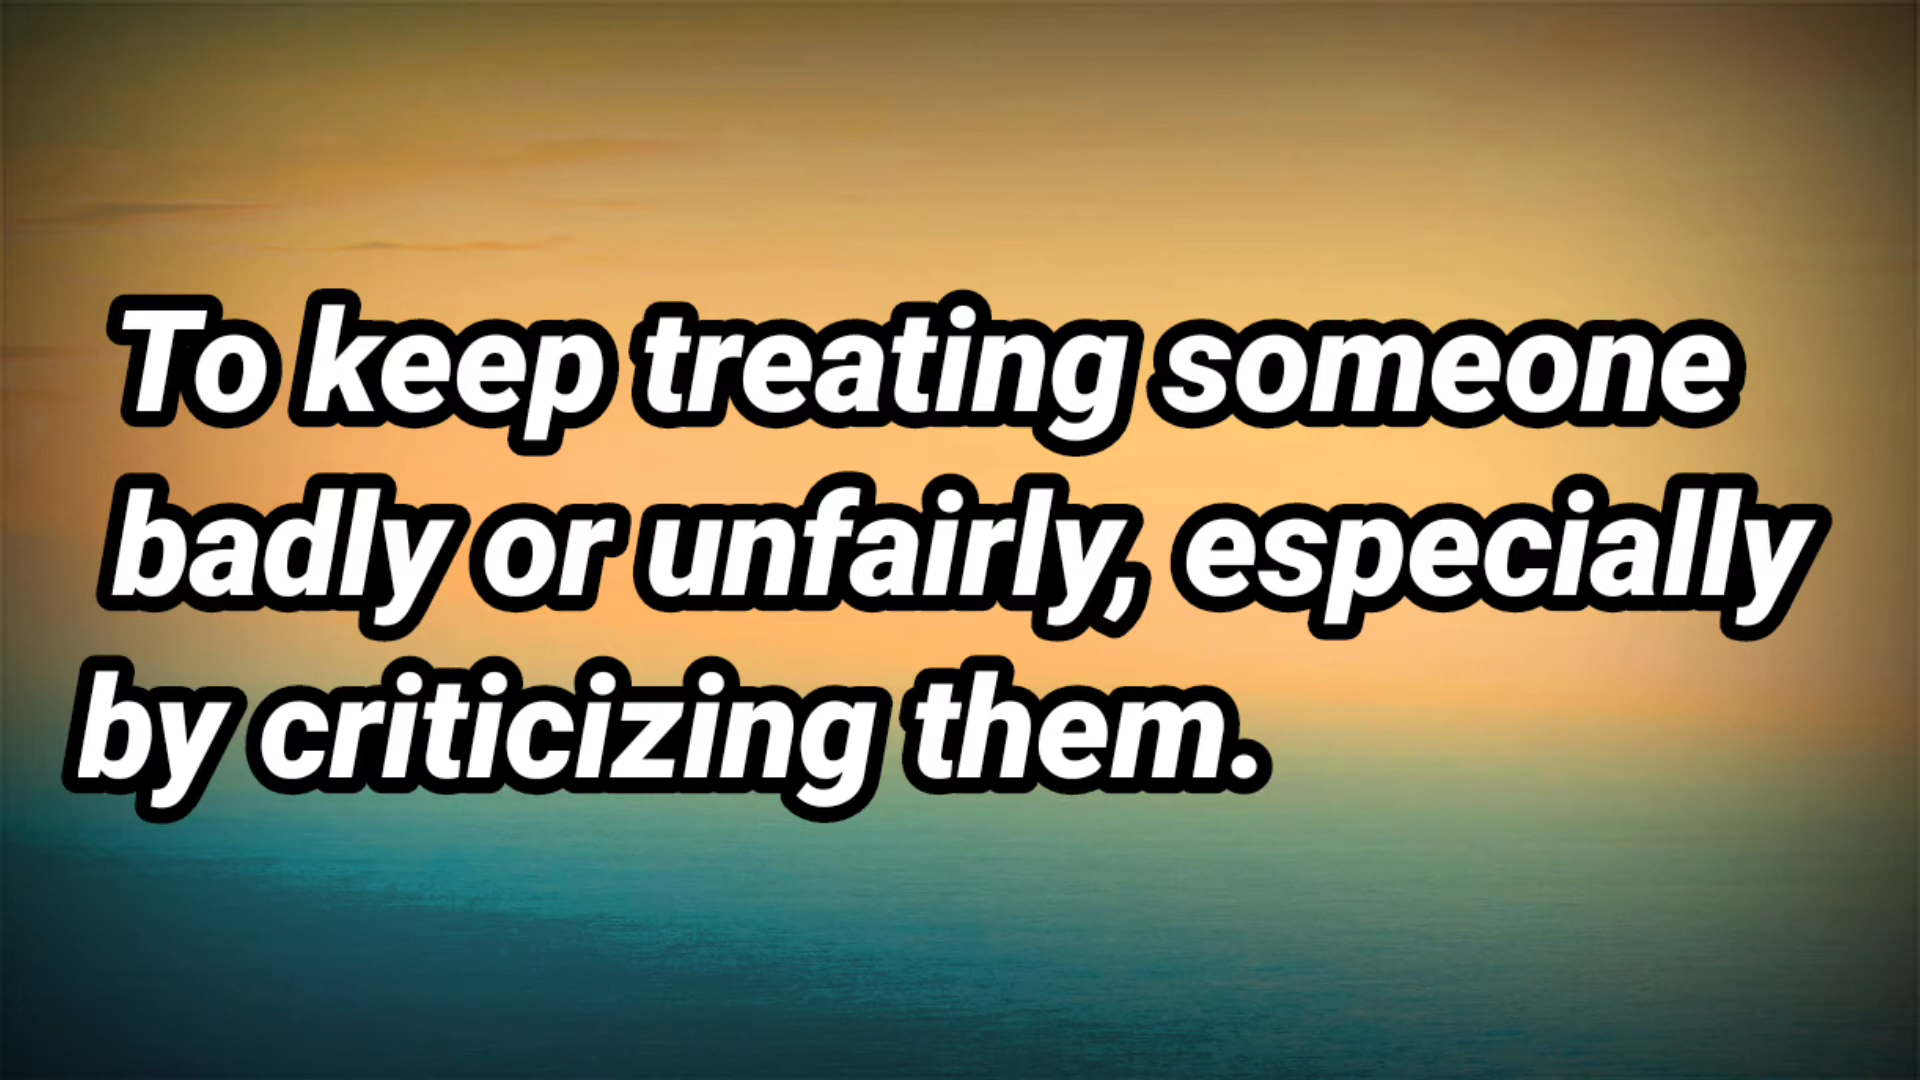 To keep treating someone
badly or unfairly, especially
by criticizing them.